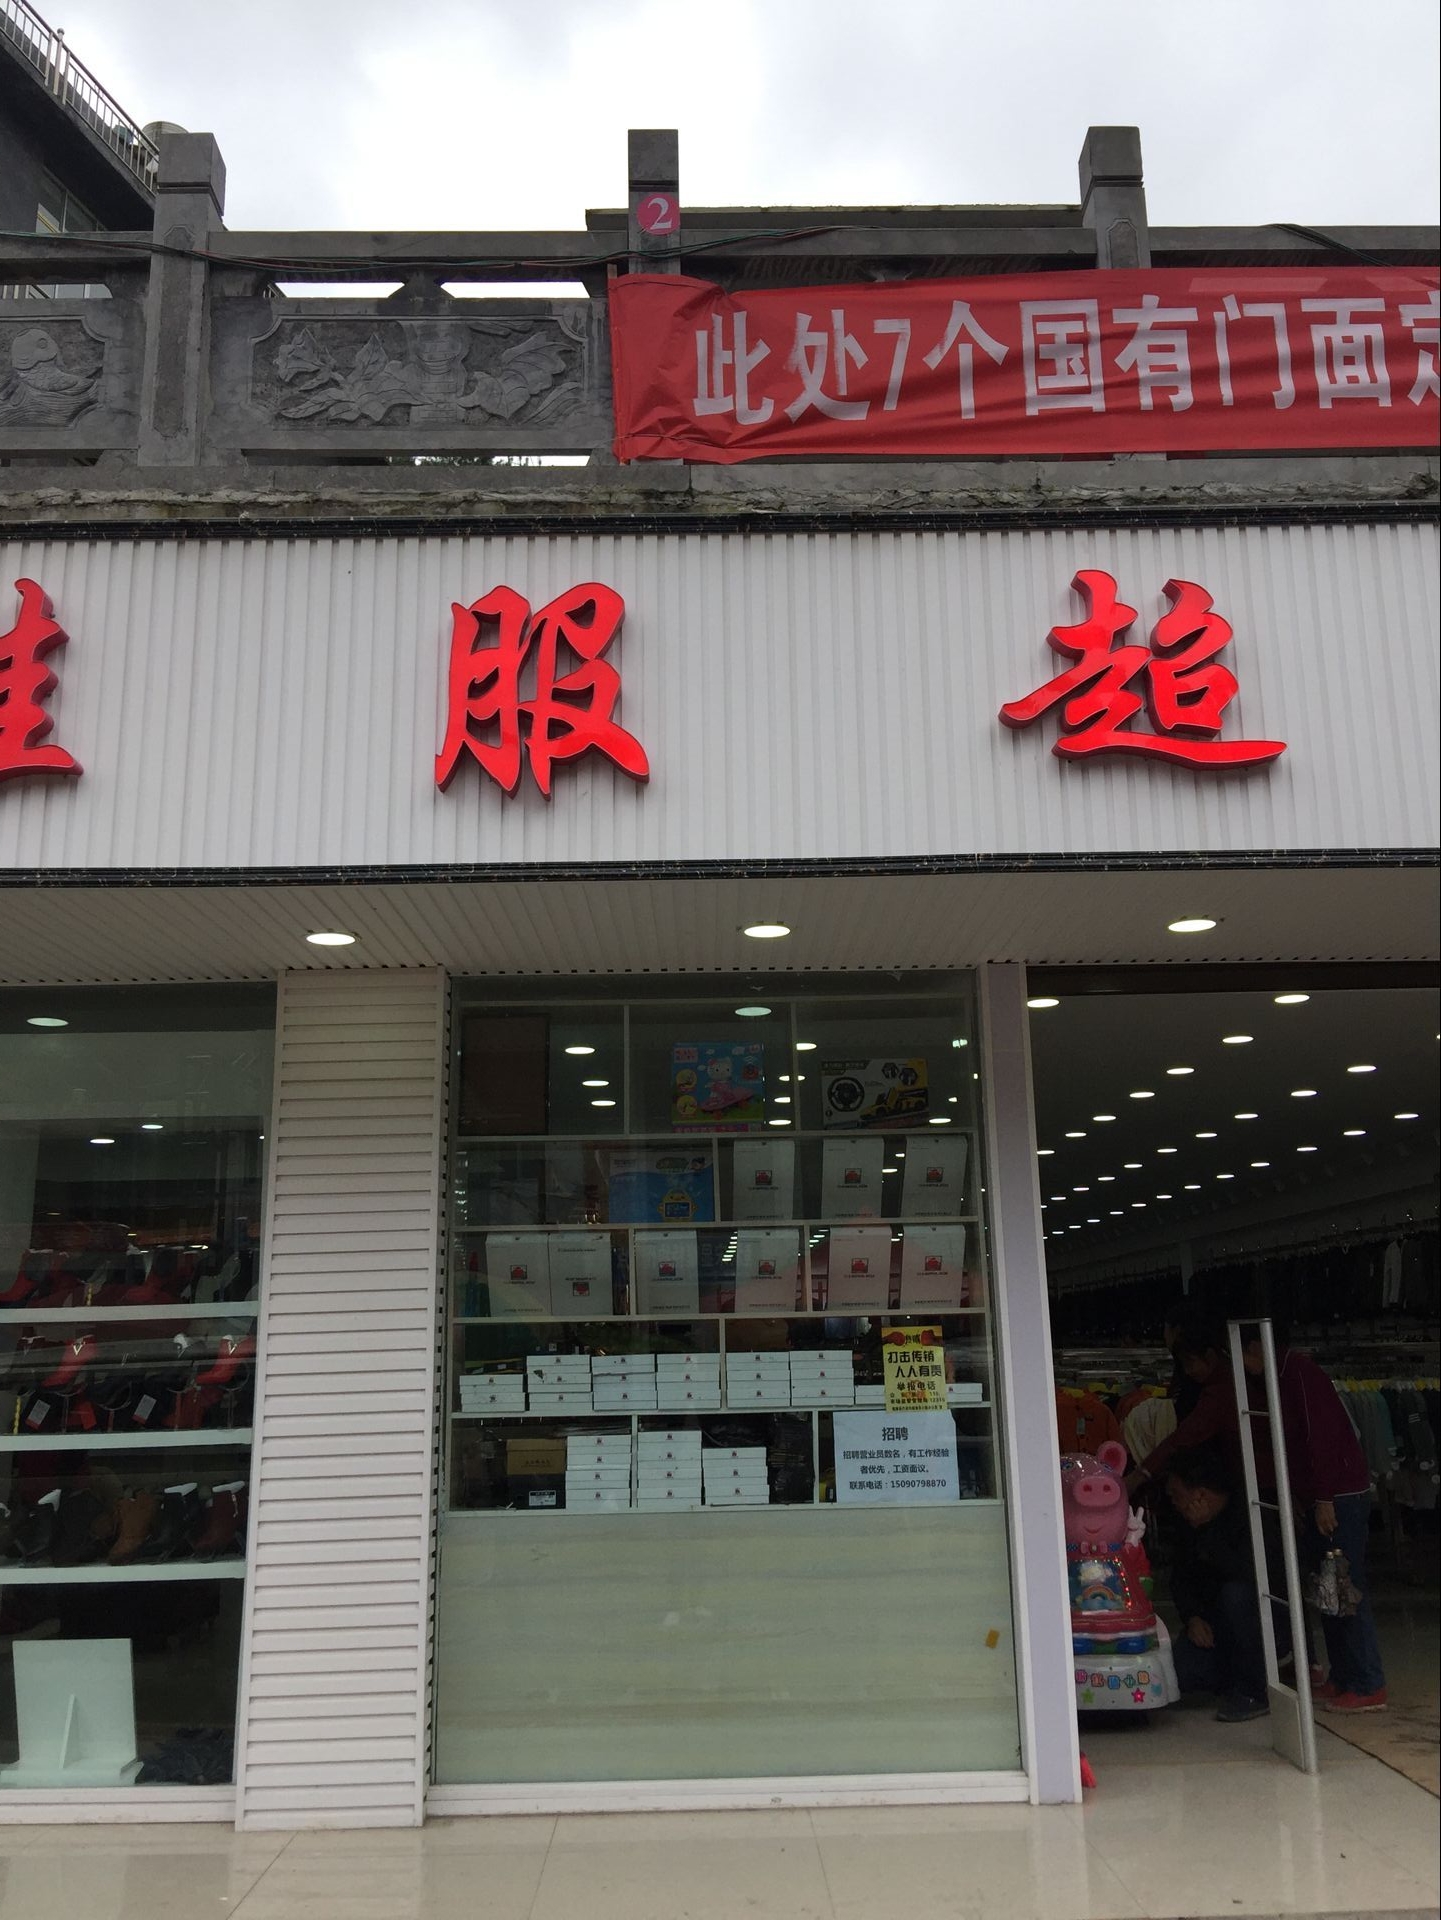 2
此处7个国有门面
服 超
打击传销
人人有责
举报电话
招聘
招聘营业员数名，有工作经验
者优先，工资面议。
联系电话：15090798870